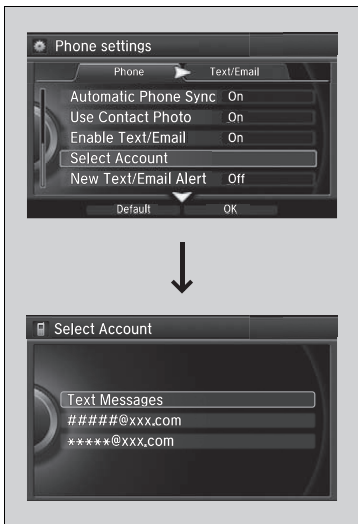 Phone settings
Phone Text/Email
Automatic Phone Sync On
Use Contact Photo On
Enable Text/Email On
Select Account
New Text/Email Alert Off
Default OK
Select Account
Text Messages
#####@xxx.com
*****@xxx.com